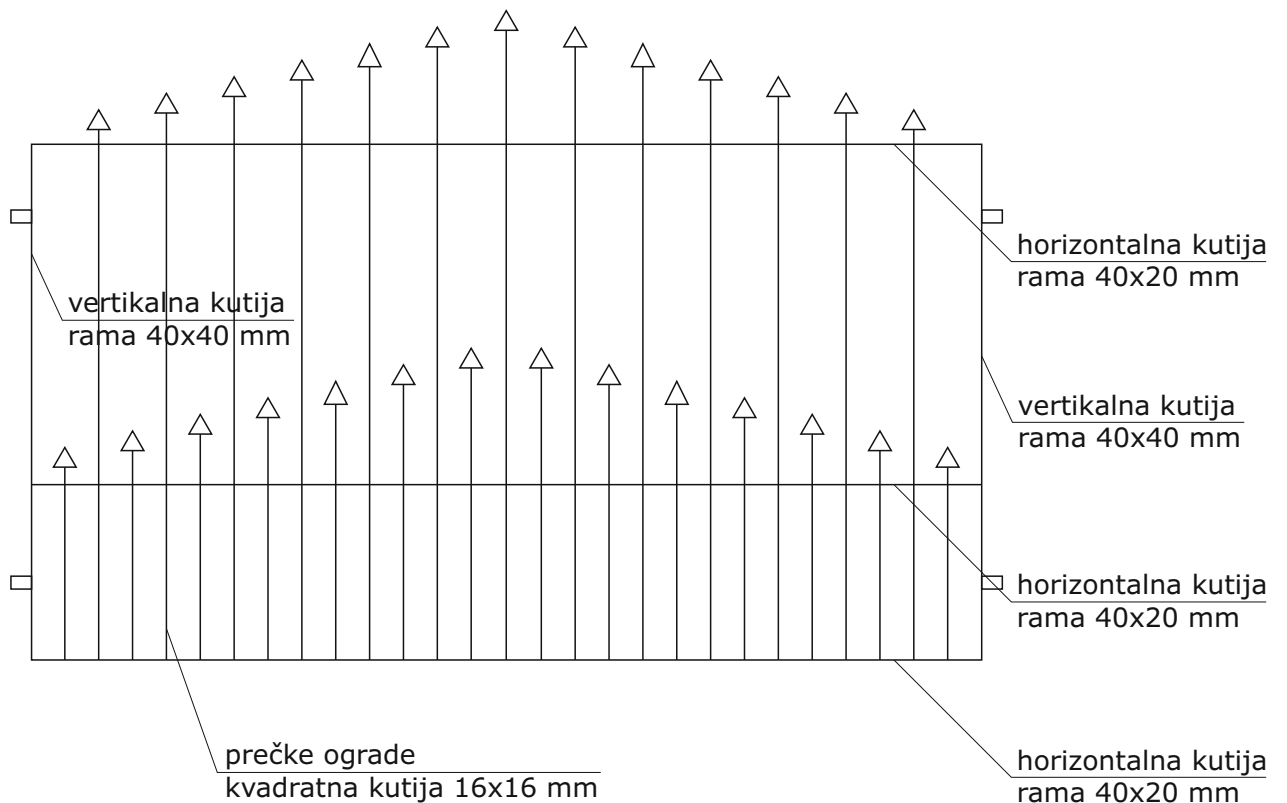 horizontalna kutija
rama 40x20 mm
vertikalna kutija
rama 40x40 mm
vertikalna kutija
rama 40x40 mm
horizontalna kutija
rama 40x20 mm
prečke ograde
kvadratna kutija 16x16 mm
horizontalna kutija
rama 40x20 mm